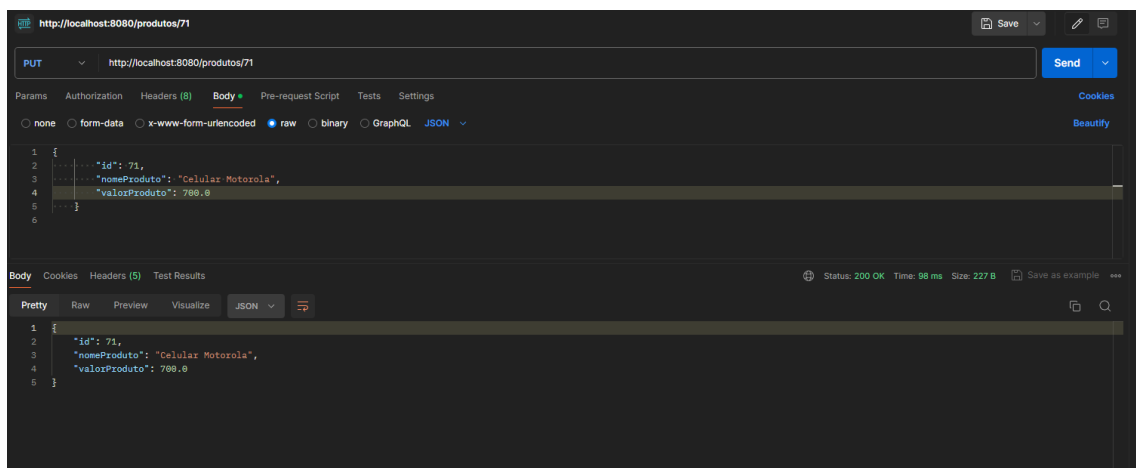 HTTP http://localhost:8080/produtos/71 Save
PUT http://localhost:8080/produtos/71 Send
Params Authorization Headers (8) Body Pre-request Script Tests Settings Cookies
none form-data x-www-form-urlencoded raw binary GraphQL JSON Beautify
1 {
2 "id": 71,
3 "nomeProduto": "Celular Motorola",
4 "valorProduto": 700.0
5 }
6
Body Cookies Headers (5) Test Results Status: 200 OK Time: 98 ms Size: 227 B Save as example
Pretty Raw Preview Visualize JSON
1 {
2 "id": 71,
3 "nomeProduto": "Celular Motorola",
4 "valorProduto": 700.0
5 }